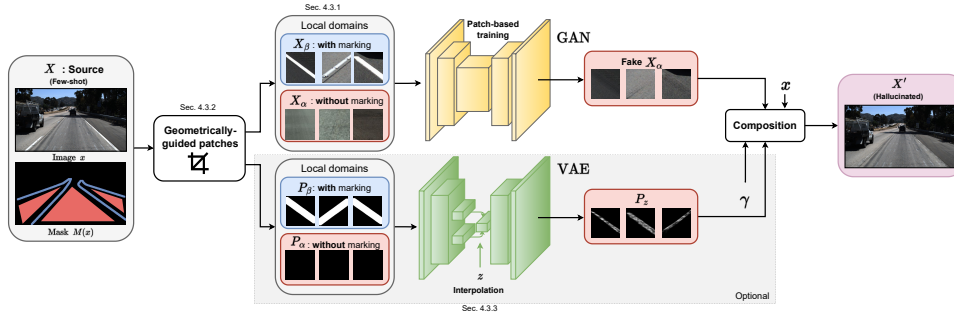 Sec. 4.3.1
X : Source
(Few-shot)
Image x
Mask M(x)
Sec. 4.3.2
Geometrically-
guided patches
Local domains
X_β : with marking
X_α : without marking
Patch-based
training
GAN
Fake X_α
Local domains
P_β : with marking
P_α : without marking
VAE
z
Interpolation
P_z
x
Composition
γ
X′
(Hallucinated)
Optional
Sec. 4.3.3